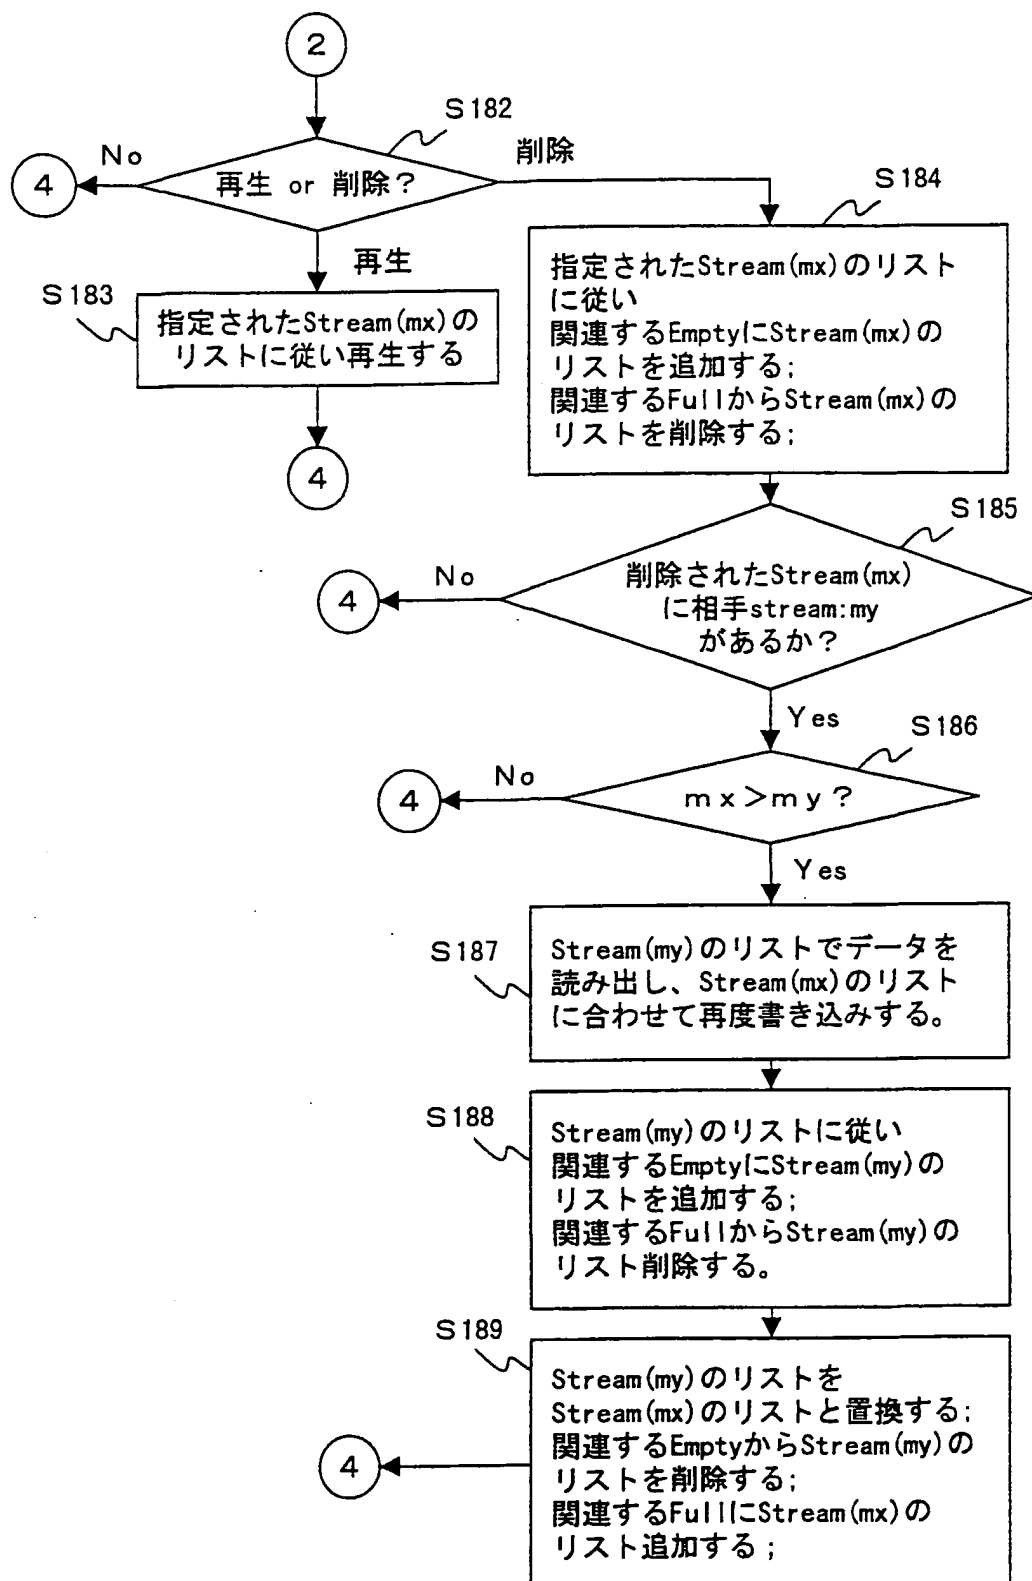 2
S182
No
削除
4
再生 or 削除？
S184
再生
S183
指定されたStream(mx)の
リストに従い再生する
4
指定されたStream(mx)のリスト
に従い
関連するEmptyにStream(mx)の
リストを追加する;
関連するFullからStream(mx)の
リストを削除する;
S185
No
4
削除されたStream(mx)
に相手stream:my
があるか？
Yes
S186
No
4
ｍｘ＞ｍｙ？
Yes
S187
Stream(my)のリストでデータを
読み出し、Stream(mx)のリスト
に合わせて再度書き込みする。
S188
Stream(my)のリストに従い
関連するEmptyにStream(my)の
リストを追加する;
関連するFullからStream(my)の
リスト削除する。
S189
Stream(my)のリストを
Stream(mx)のリストと置換する;
関連するEmptyからStream(my)の
リストを削除する;
関連するFullにStream(mx)の
リスト追加する;
4